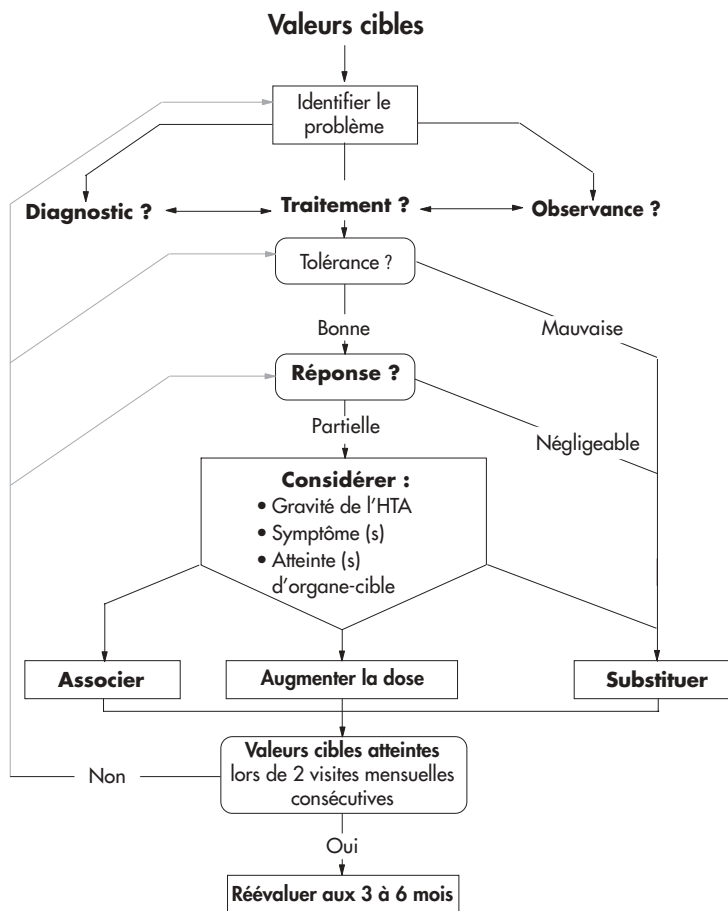 Valeurs cibles
Identifier le
problème
Diagnostic ?
Traitement ?
Observance ?
Tolérance ?
Bonne
Mauvaise
Réponse ?
Partielle
Négligeable
Considérer :
• Gravité de l'HTA
• Symptôme (s)
• Atteinte (s)
d'organe-cible
Associer
Augmenter la dose
Substituer
Valeurs cibles atteintes
lors de 2 visites mensuelles
consécutives
Non
Oui
Réévaluer aux 3 à 6 mois